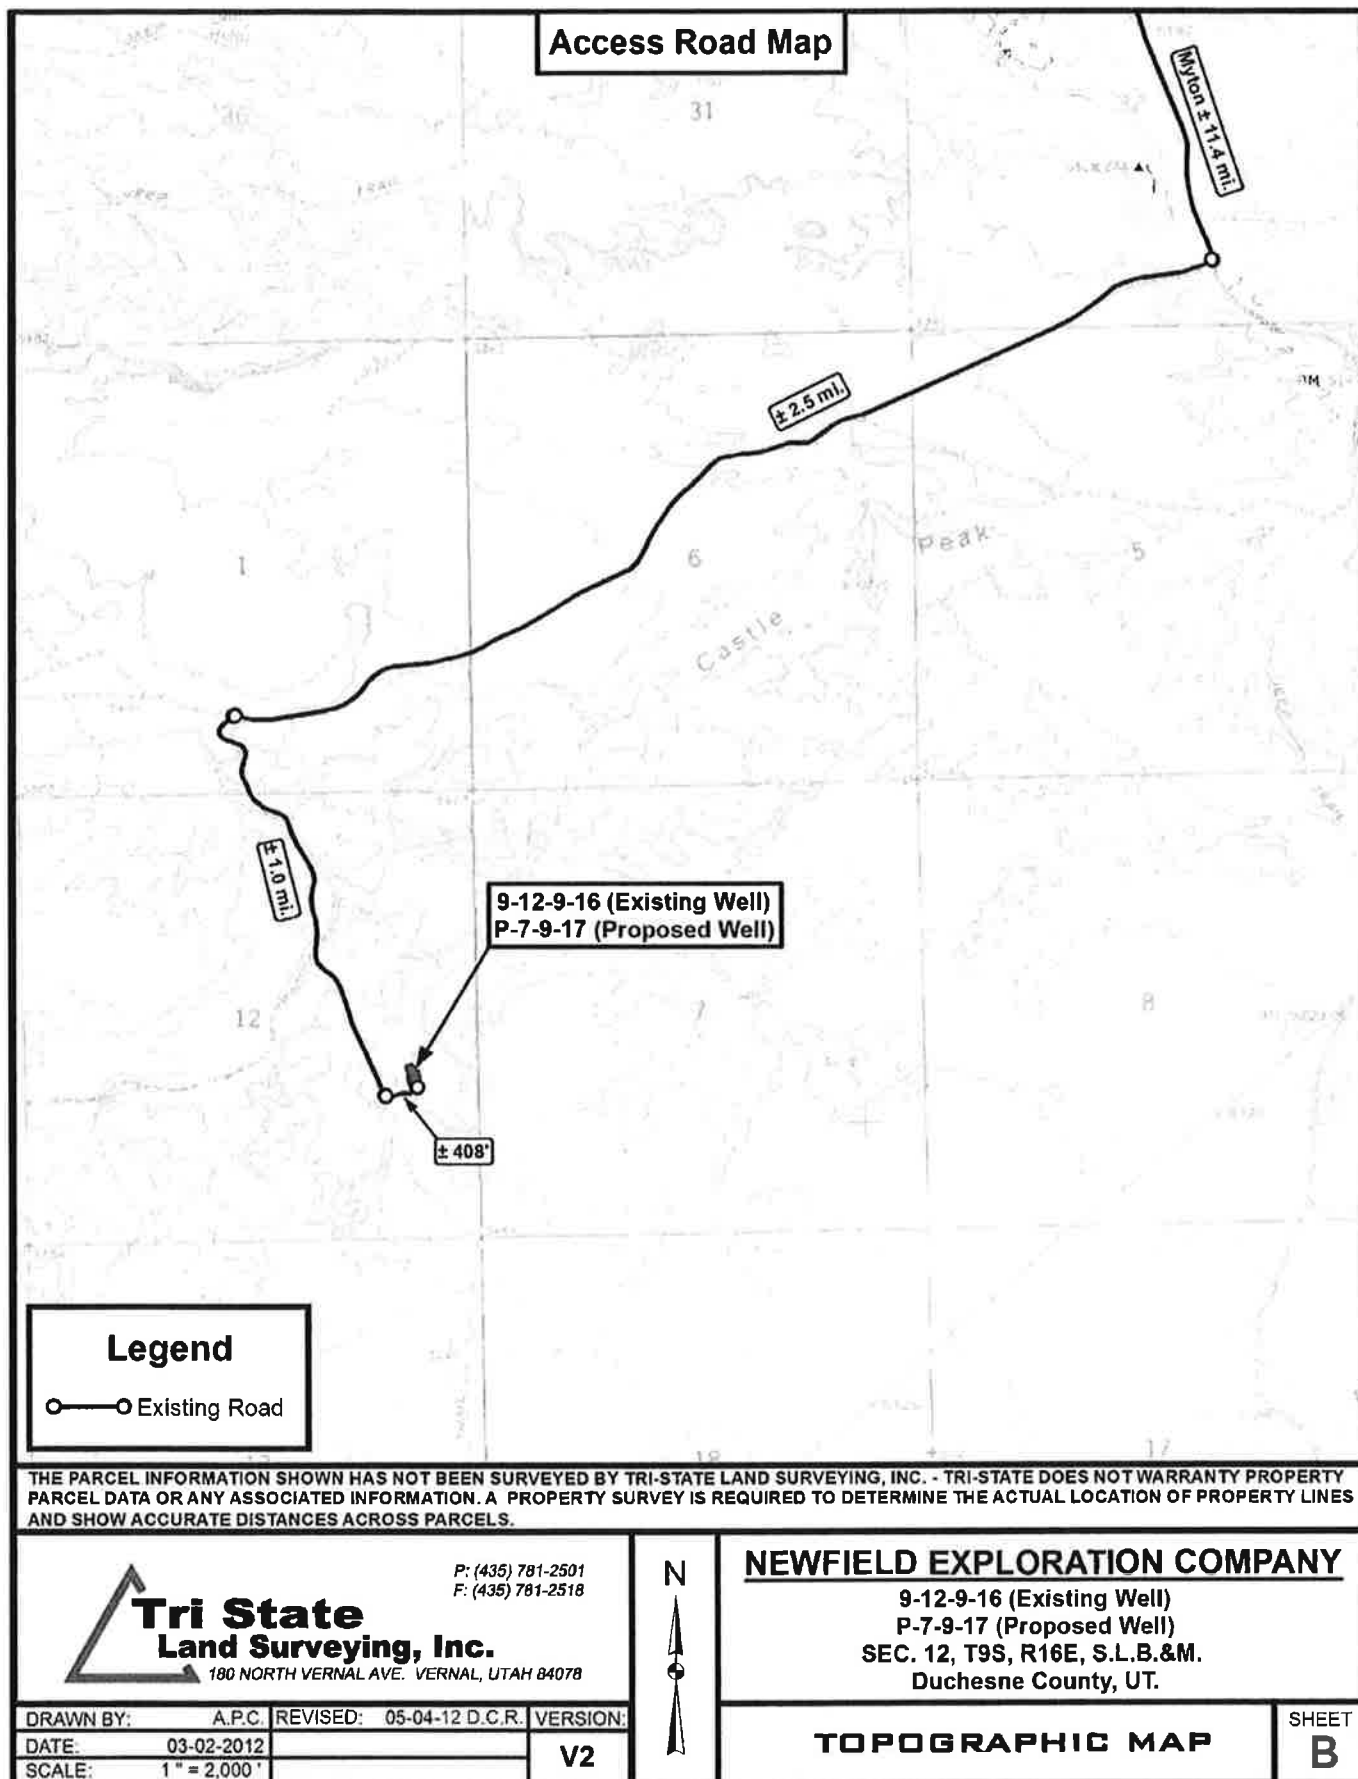 Access Road Map
36
31
Myton ± 11.4 mi.
± 2.5 mi.
1
6
Peak
5
Castle
JEEP
TRAIL
± 1.0 mi.
9-12-9-16 (Existing Well)
P-7-9-17 (Proposed Well)
12
7
8
± 408'
Legend
Existing Road
18
17
THE PARCEL INFORMATION SHOWN HAS NOT BEEN SURVEYED BY TRI-STATE LAND SURVEYING, INC. - TRI-STATE DOES NOT WARRANTY PROPERTY
PARCEL DATA OR ANY ASSOCIATED INFORMATION. A PROPERTY SURVEY IS REQUIRED TO DETERMINE THE ACTUAL LOCATION OF PROPERTY LINES
AND SHOW ACCURATE DISTANCES ACROSS PARCELS.
P: (435) 781-2501
F: (435) 781-2518
Tri State
Land Surveying, Inc.
180 NORTH VERNAL AVE. VERNAL, UTAH 84078
N
NEWFIELD EXPLORATION COMPANY
9-12-9-16 (Existing Well)
P-7-9-17 (Proposed Well)
SEC. 12, T9S, R16E, S.L.B.&M.
Duchesne County, UT.
DRAWN BY: A.P.C. REVISED: 05-04-12 D.C.R. VERSION:
DATE: 03-02-2012
V2
SCALE: 1 " = 2,000 '
TOPOGRAPHIC MAP
SHEET
B